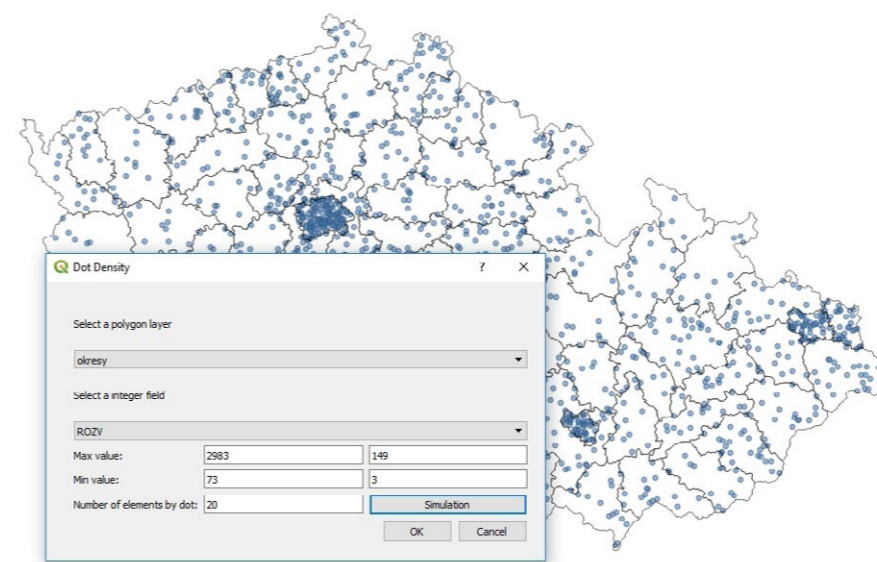 Dot Density ? X
Select a polygon layer
okresy
Select a integer field
ROZV
Max value: 2983 149
Min value: 73 3
Number of elements by dot: 20 Simulation
OK Cancel